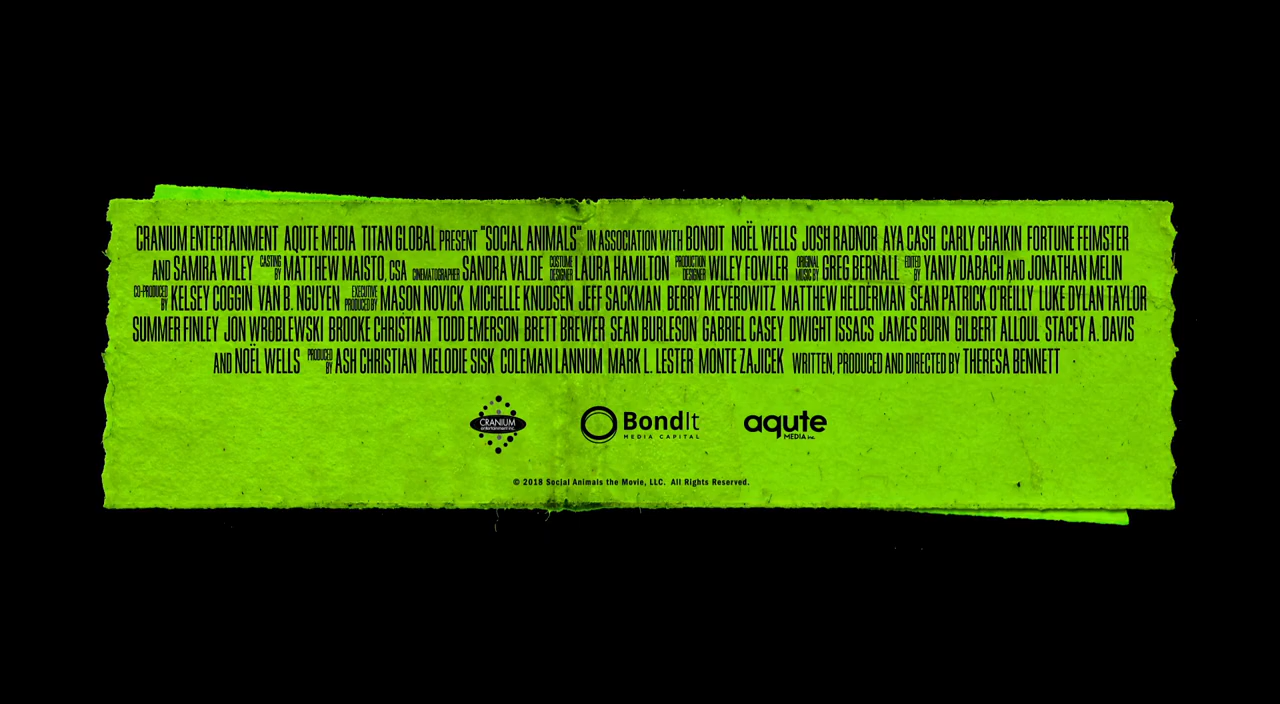 CRANIUM ENTERTAINMENT AQUTE MEDIA TITAN GLOBAL PRESENT "SOCIAL ANIMALS" IN ASSOCIATION WITH BONDIT NOËL WELLS JOSH RADNOR AYA CASH CARLY CHAIKIN FORTUNE FEIMSTER
AND SAMIRA WILEY CASTING BY MATTHEW MAISTO, CSA CINEMATOGRAPHER SANDRA VALDE COSTUME DESIGNER LAURA HAMILTON PRODUCTION DESIGNER WILEY FOWLER ORIGINAL MUSIC BY GREG BERNALL EDITED BY YANIV DABACH AND JONATHAN MELIN
CO-PRODUCED BY KELSEY COGGIN VAN B. NGUYEN EXECUTIVE PRODUCED BY MASON NOVICK MICHELLE KNUDSEN JEFF SACKMAN BERRY MEYEROWITZ MATTHEW HELDERMAN SEAN PATRICK O'REILLY LUKE DYLAN TAYLOR
SUMMER FINLEY JON WROBLEWSKI BROOKE CHRISTIAN TODD EMERSON BRETT BREWER SEAN BURLESON GABRIEL CASEY DWIGHT ISSACS JAMES BURN GILBERT ALLOUL STACEY A. DAVIS
AND NOËL WELLS PRODUCED BY ASH CHRISTIAN MELODIE SISK COLEMAN LANNUM MARK L. LESTER MONTE ZAJICEK WRITTEN, PRODUCED AND DIRECTED BY THERESA BENNETT
CRANIUM entertainment inc.
BondIt MEDIA CAPITAL
aqute MEDIA inc.
© 2018 Social Animals the Movie, LLC. All Rights Reserved.